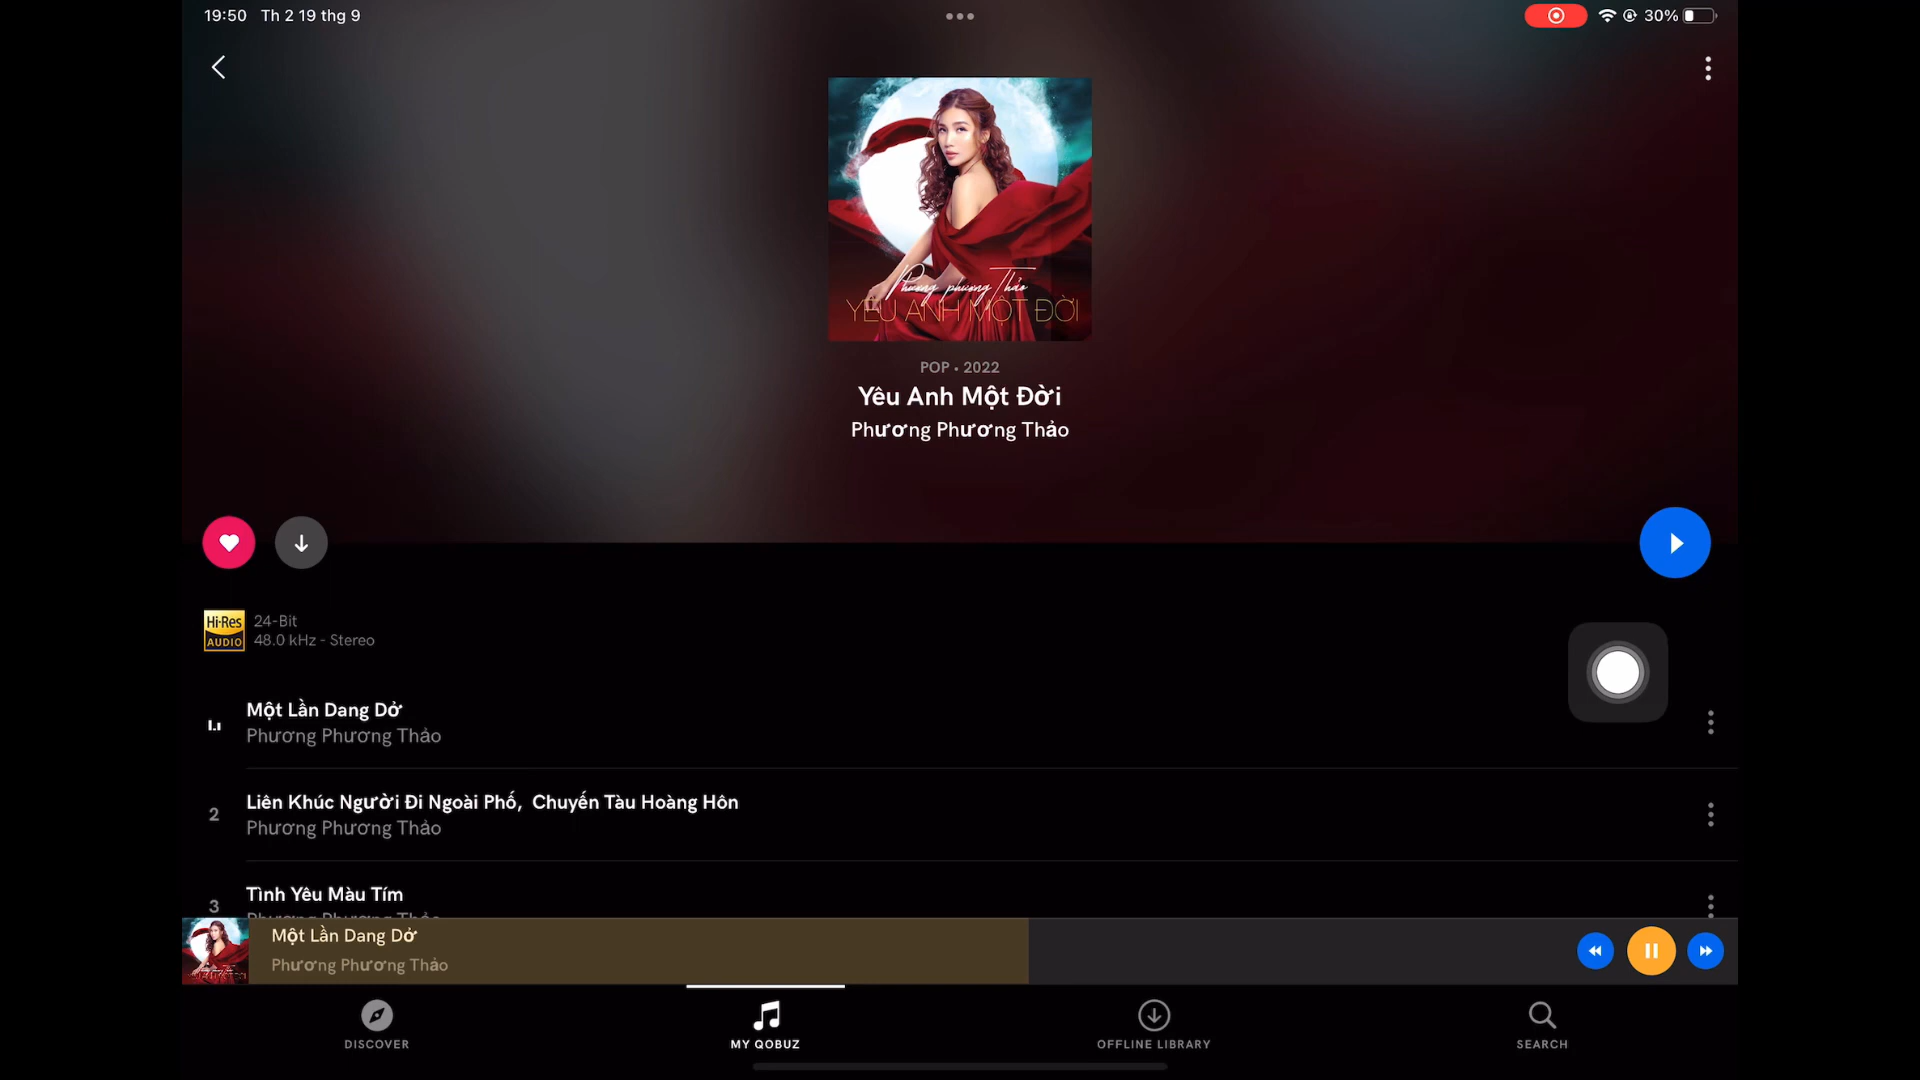 19:50 Th 2 19 thg 9
30%
Phương phương Thảo
YÊU ANH MỘT ĐỜI
POP • 2022
Yêu Anh Một Đời
Phương Phương Thảo
Hi-Res
AUDIO
24-Bit
48.0 kHz - Stereo
Một Lần Dang Dở
Phương Phương Thảo
2
Liên Khúc Người Đi Ngoài Phố, Chuyến Tàu Hoàng Hôn
Phương Phương Thảo
3
Tình Yêu Màu Tím
Phương Phương Thảo
Một Lần Dang Dở
Phương Phương Thảo
DISCOVER
MY QOBUZ
OFFLINE LIBRARY
SEARCH